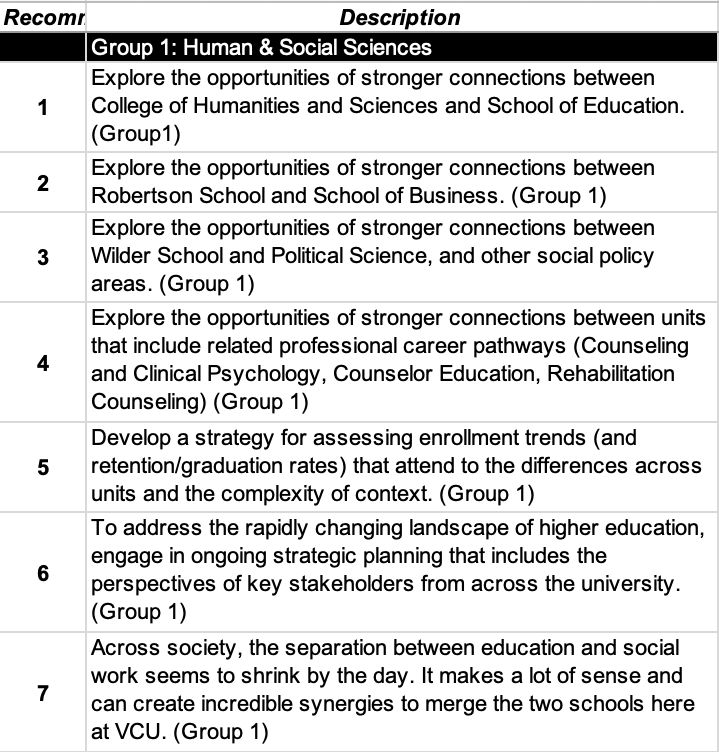 Recomm Description
Group 1: Human & Social Sciences
Explore the opportunities of stronger connections between
1 College of Humanities and Sciences and School of Education.
(Group1)
Explore the opportunities of stronger connections between
2 Robertson School and School of Business. (Group 1)
Explore the opportunities of stronger connections between
3 Wilder School and Political Science, and other social policy
areas. (Group 1)
Explore the opportunities of stronger connections between units
that include related professional career pathways (Counseling
4 and Clinical Psychology, Counselor Education, Rehabilitation
Counseling) (Group 1)
Develop a strategy for assessing enrollment trends (and
5 retention/graduation rates) that attend to the differences across
units and the complexity of context. (Group 1)
To address the rapidly changing landscape of higher education,
engage in ongoing strategic planning that includes the
6 perspectives of key stakeholders from across the university.
(Group 1)
Across society, the separation between education and social
work seems to shrink by the day. It makes a lot of sense and
7 can create incredible synergies to merge the two schools here
at VCU. (Group 1)